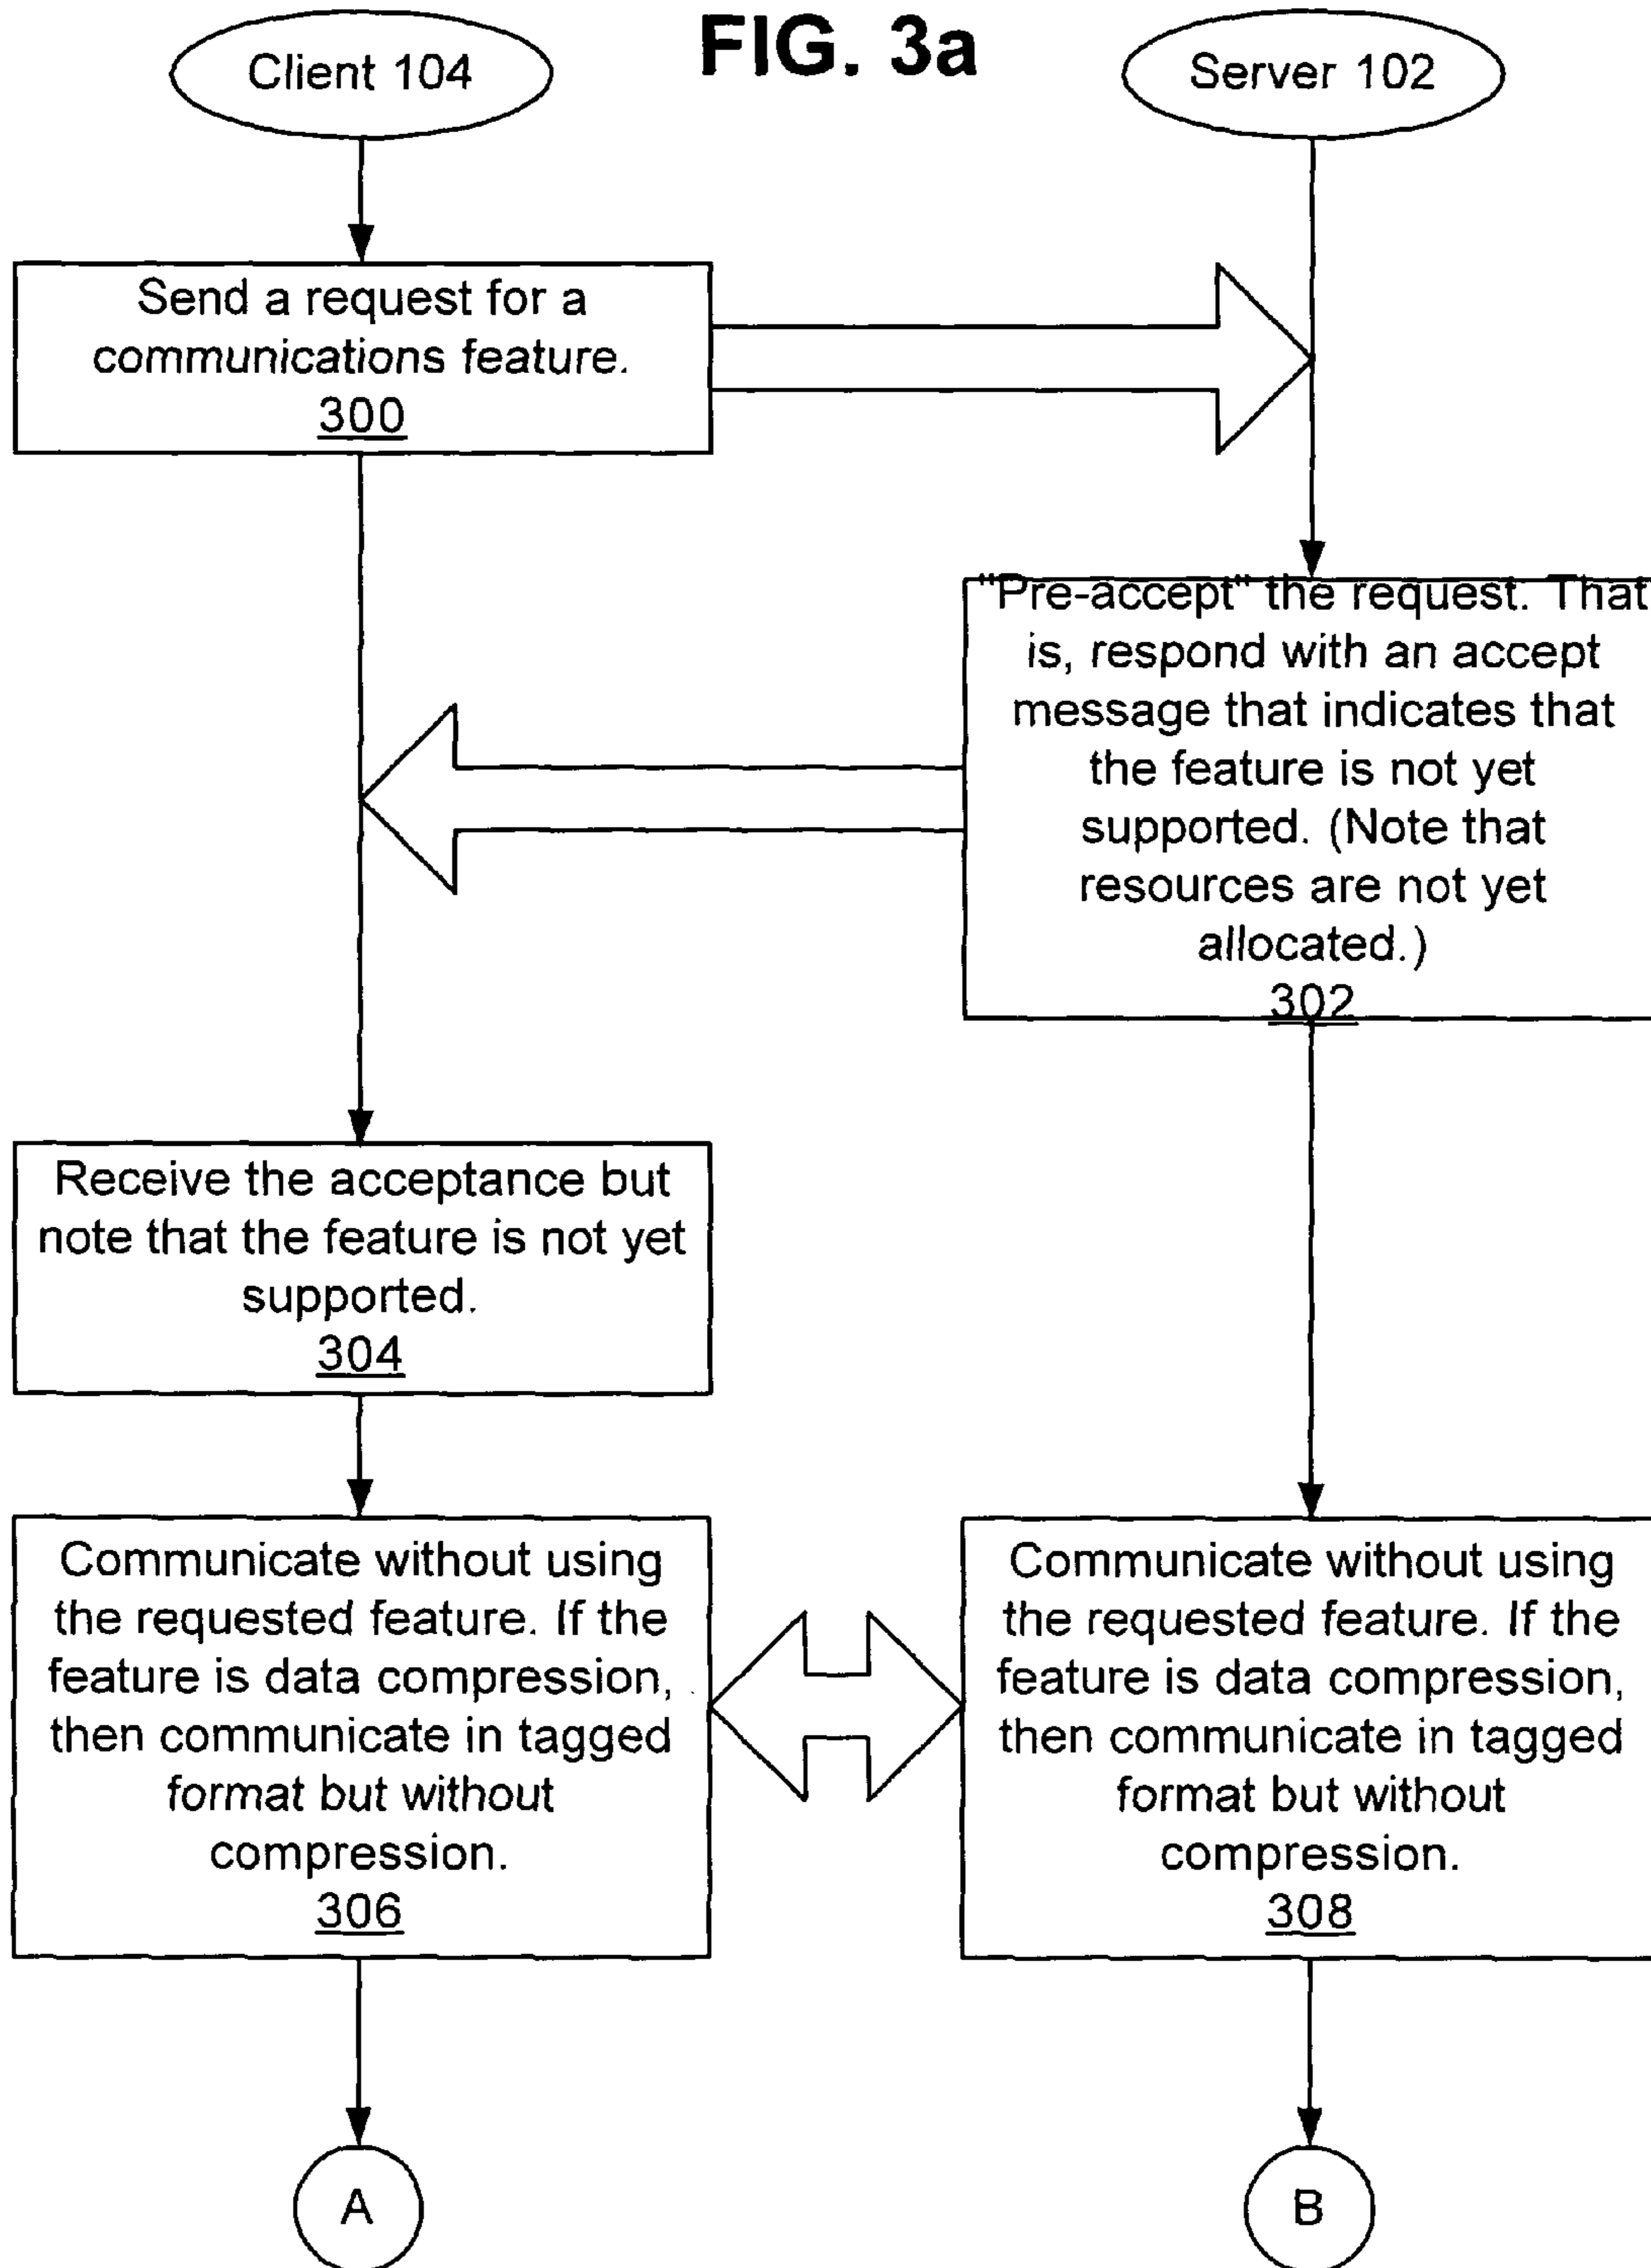 FIG. 3a
Client 104
Server 102
Send a request for a
communications feature.
300
"Pre-accept" the request. That
is, respond with an accept
message that indicates that
the feature is not yet
supported. (Note that
resources are not yet
allocated.)
302
Receive the acceptance but
note that the feature is not yet
supported.
304
Communicate without using
the requested feature. If the
feature is data compression,
then communicate in tagged
format but without
compression.
306
Communicate without using
the requested feature. If the
feature is data compression,
then communicate in tagged
format but without
compression.
308
A
B